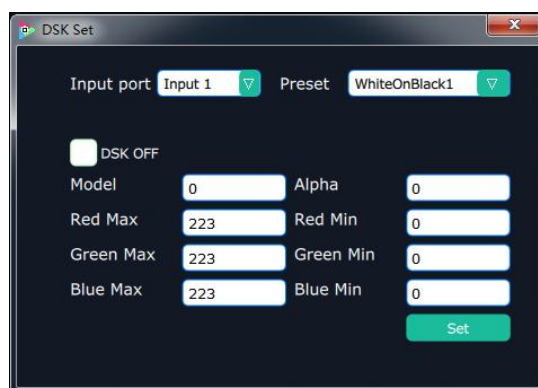 DSK Set
Input port Input 1 Preset WhiteOnBlack1
DSK OFF
Model 0 Alpha 0
Red Max 223 Red Min 0
Green Max 223 Green Min 0
Blue Max 223 Blue Min 0
Set